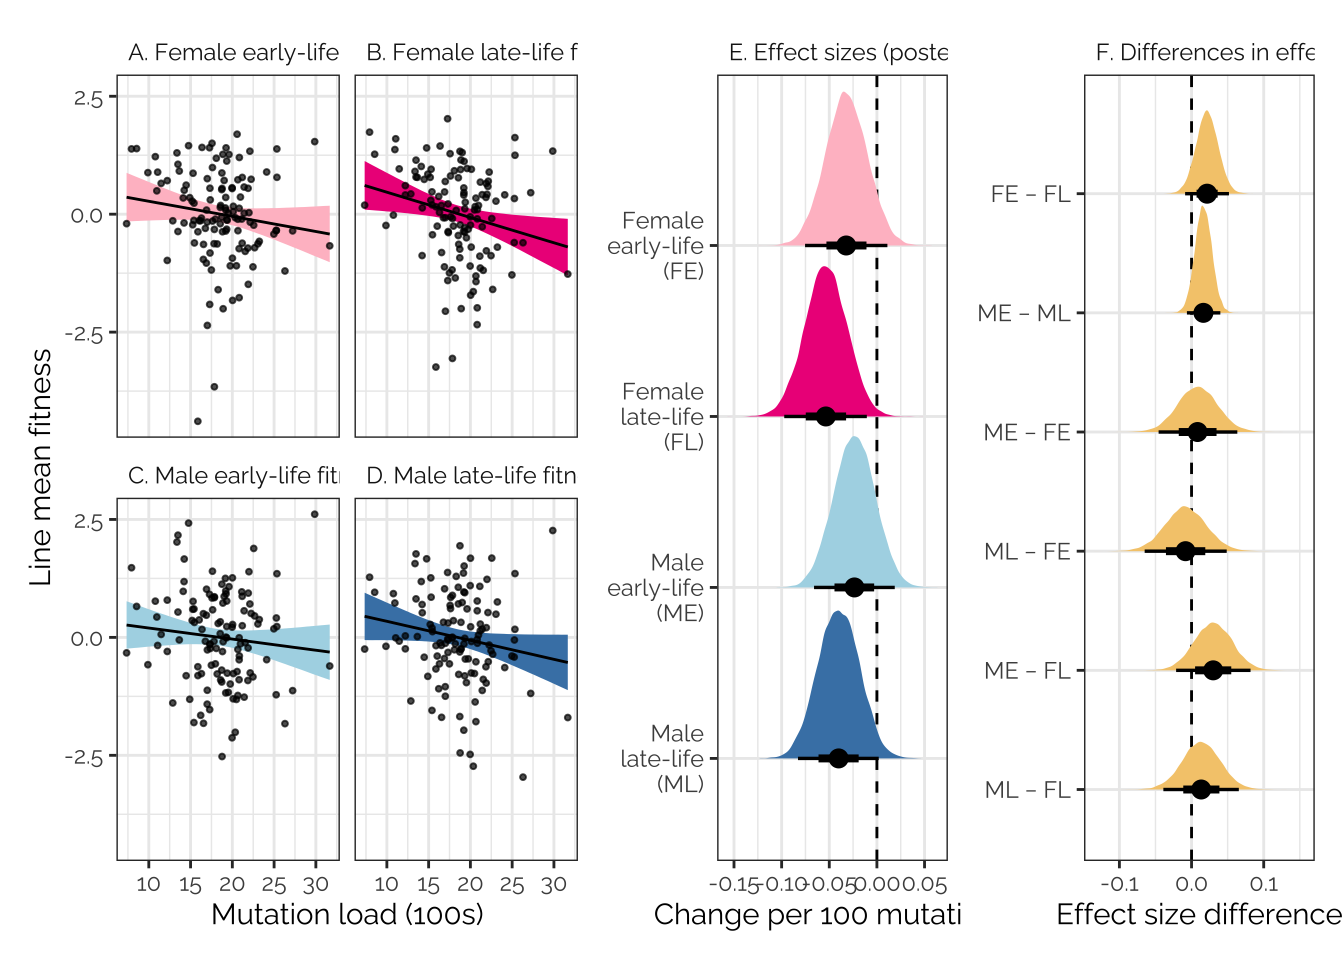 A. Female early-life
B. Female late-life f
C. Male early-life fit
D. Male late-life fitn
E. Effect sizes (poste
F. Differences in effe
Line mean fitness
2.5
0.0
-2.5
2.5
0.0
-2.5
10 15 20 25 30
10 15 20 25 30
Mutation load (100s)
Female
early-life
(FE)
Female
late-life
(FL)
Male
early-life
(ME)
Male
late-life
(ML)
-0.15 -0.10 -0.05 0.00 0.05
Change per 100 mutati
FE – FL
ME – ML
ME – FE
ML – FE
ME – FL
ML – FL
-0.1 0.0 0.1
Effect size difference